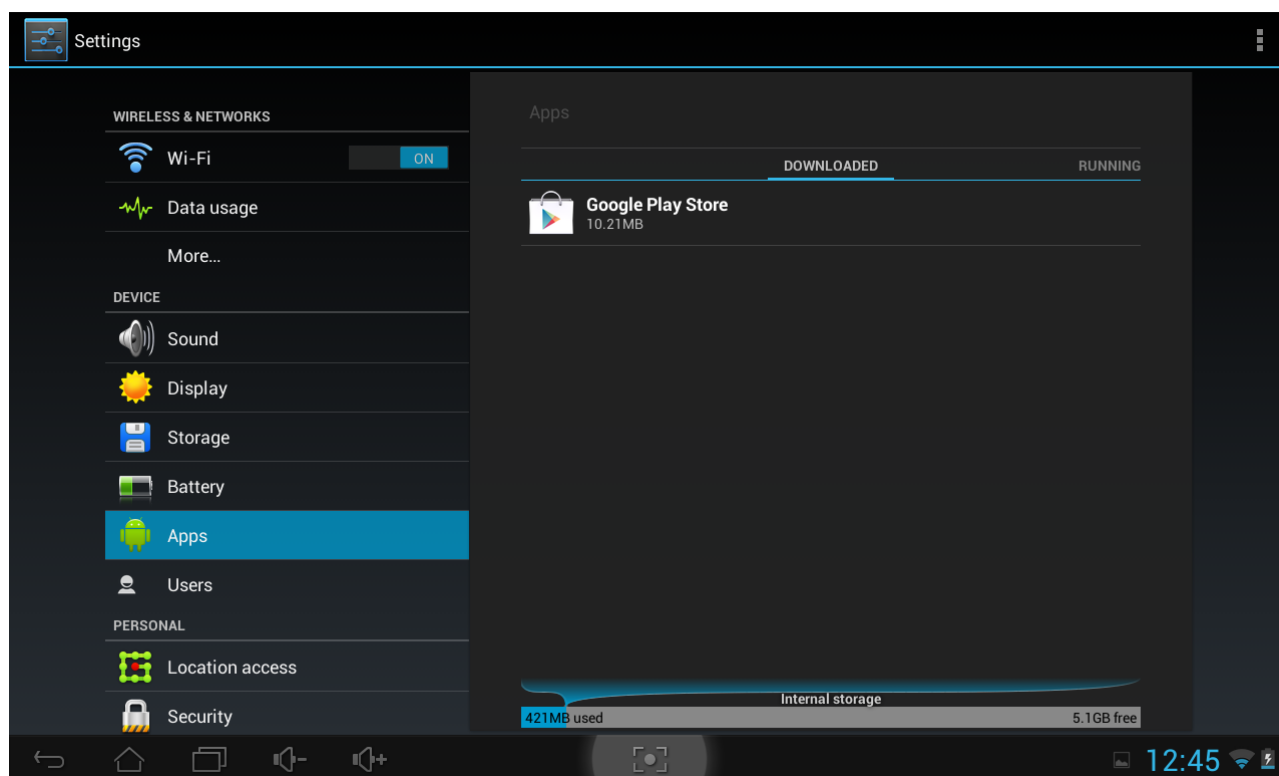 Settings
WIRELESS & NETWORKS
Wi-Fi
ON
Data usage
More...
DEVICE
Sound
Display
Storage
Battery
Apps
Users
PERSONAL
Location access
Security
Apps
DOWNLOADED
RUNNING
Google Play Store
10.21MB
Internal storage
421MB used
5.1GB free
12:45